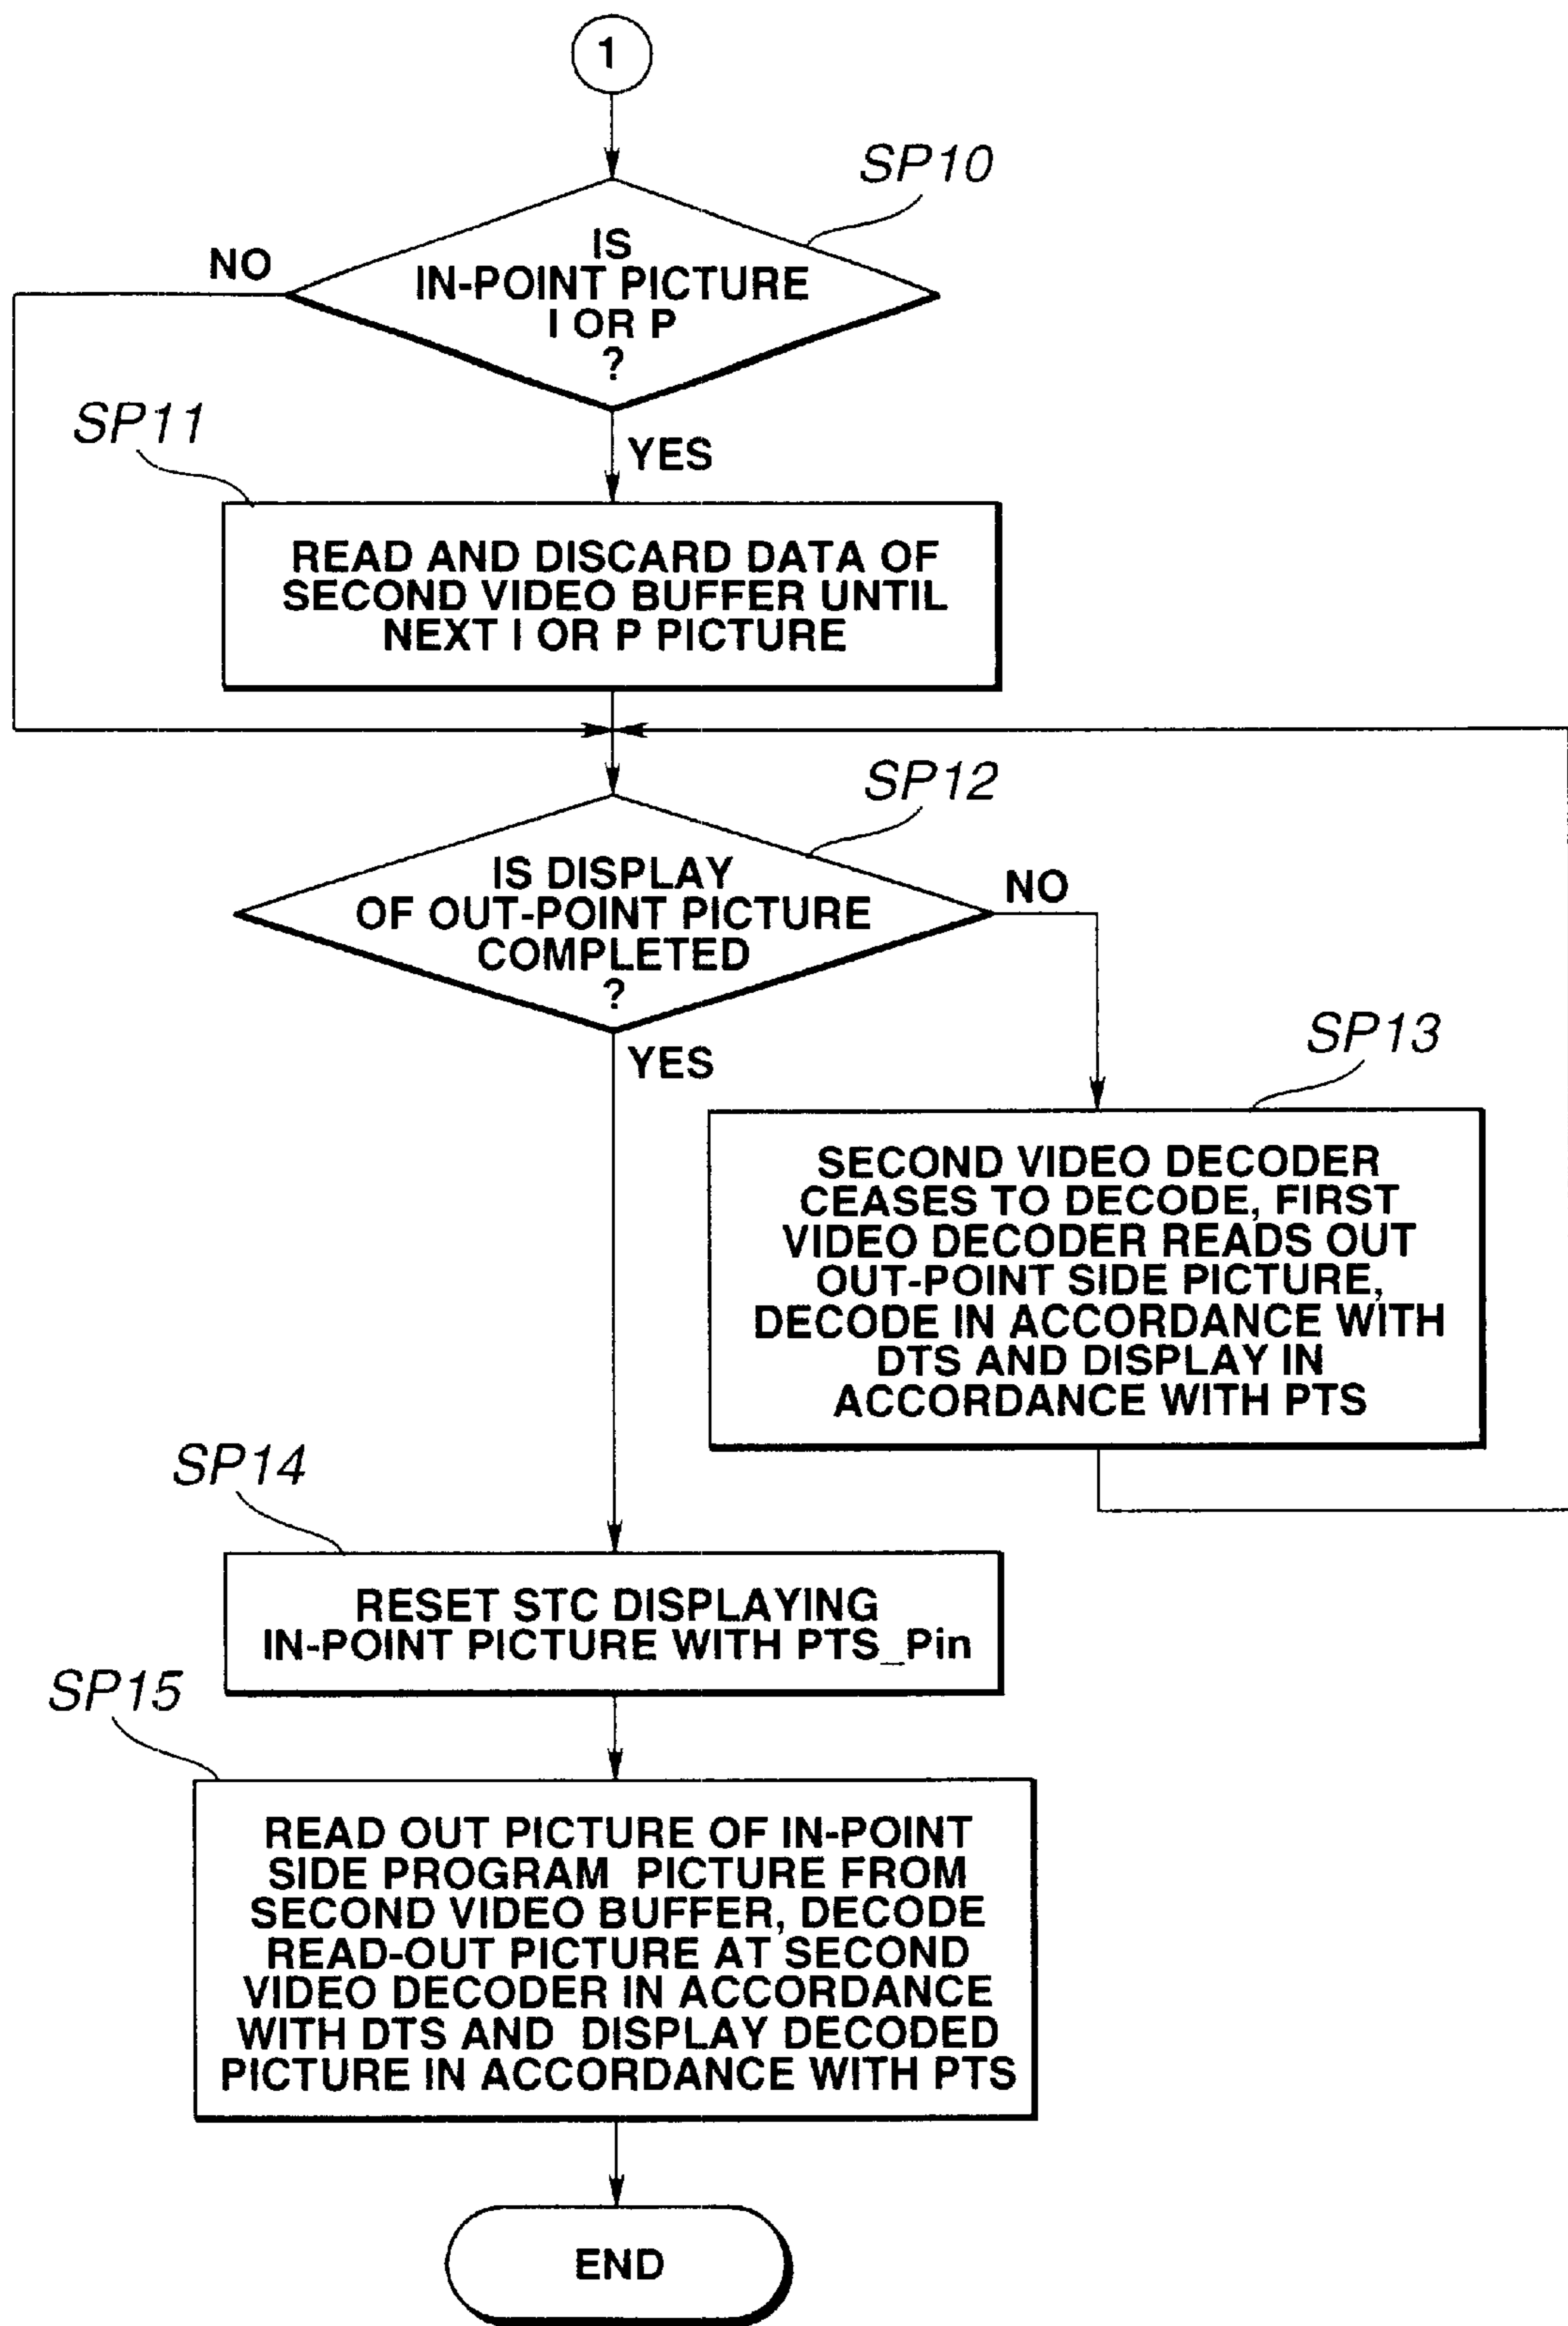 1
SP10
IS
IN-POINT PICTURE
I OR P
?
NO
YES
SP11
READ AND DISCARD DATA OF
SECOND VIDEO BUFFER UNTIL
NEXT I OR P PICTURE
SP12
IS DISPLAY
OF OUT-POINT PICTURE
COMPLETED
?
NO
YES
SP13
SECOND VIDEO DECODER
CEASES TO DECODE, FIRST
VIDEO DECODER READS OUT
OUT-POINT SIDE PICTURE,
DECODE IN ACCORDANCE WITH
DTS AND DISPLAY IN
ACCORDANCE WITH PTS
SP14
RESET STC DISPLAYING
IN-POINT PICTURE WITH PTS_Pin
SP15
READ OUT PICTURE OF IN-POINT
SIDE PROGRAM PICTURE FROM
SECOND VIDEO BUFFER, DECODE
READ-OUT PICTURE AT SECOND
VIDEO DECODER IN ACCORDANCE
WITH DTS AND DISPLAY DECODED
PICTURE IN ACCORDANCE WITH PTS
END